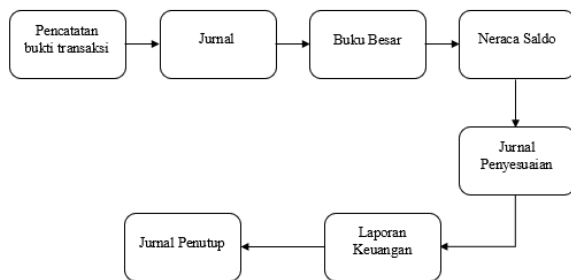 Pencatatan
bukti transaksi
Jurnal
Buku Besar
Neraca Saldo
Jurnal
Penyesuaian
Laporan
Keuangan
Jurnal Penutup